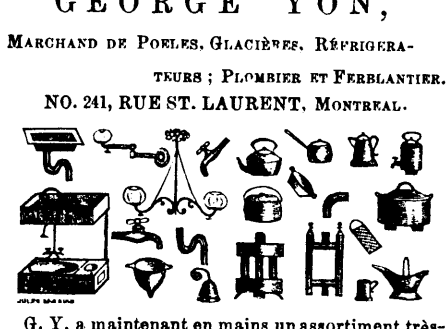 GEORGE YON,
MARCHAND DE POELES, GLACIÈRES, RÉFRIGERA-
TEURS ; PLOMBIER ET FERBLANTIER.
NO. 241, RUE ST. LAURENT, MONTREAL.
G. Y. a maintenant en mains un assortiment très-